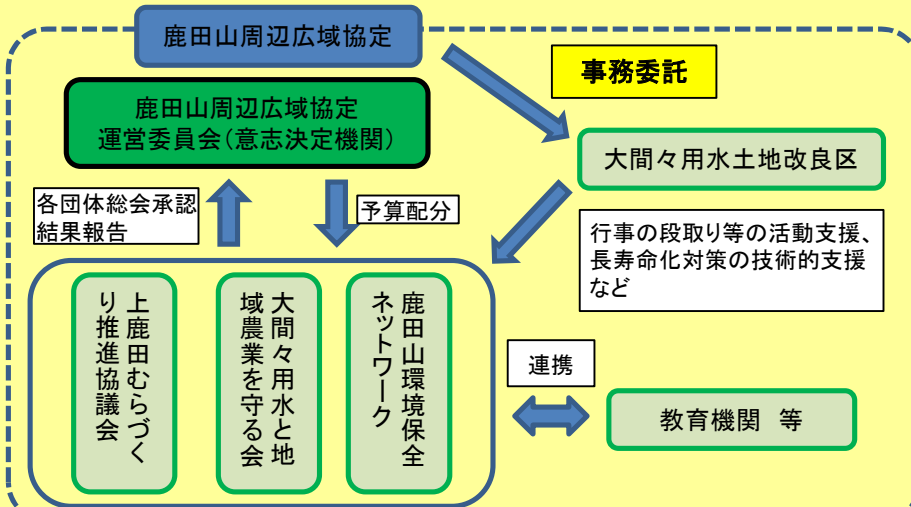 鹿田山周辺広域協定
事務委託
鹿田山周辺広域協定
運営委員会(意志決定機関)
大間々用水土地改良区
各団体総会承認
結果報告
予算配分
行事の段取り等の活動支援、
長寿命化対策の技術的支援
など
上鹿田むらづく
り推進協議会
大間々用水と地
域農業を守る会
鹿田山環境保全
ネットワーク
連携
教育機関 等